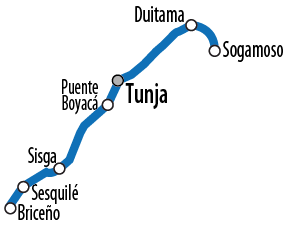 Duitama
Sogamoso
Puente
Boyacá
Tunja
Sisga
Sesquilé
Briceño